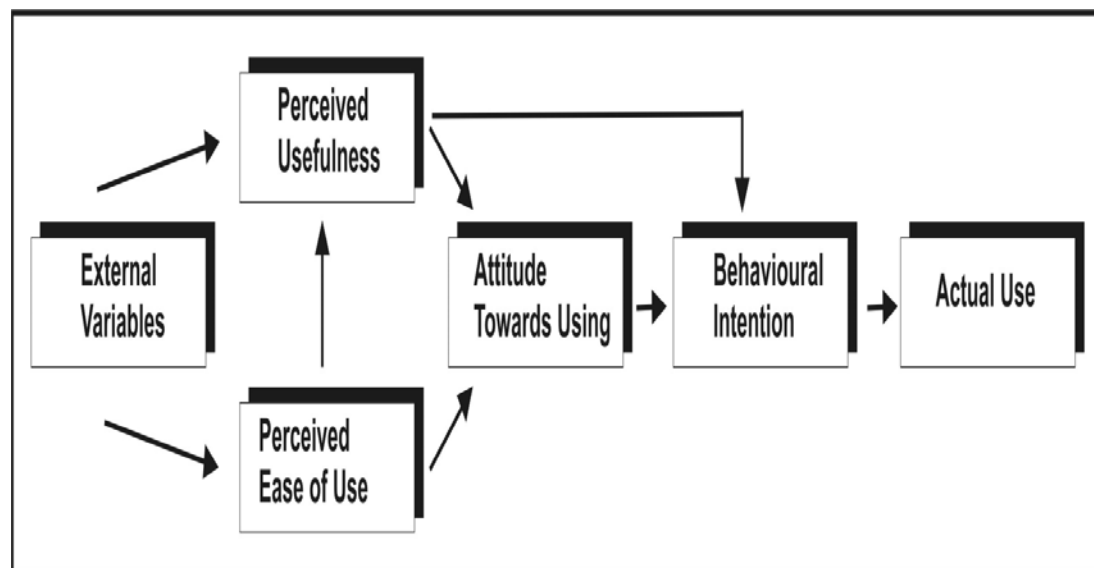 Perceived
Usefulness
External
Variables
Attitude
Towards Using
Behavioural
Intention
Actual Use
Perceived
Ease of Use